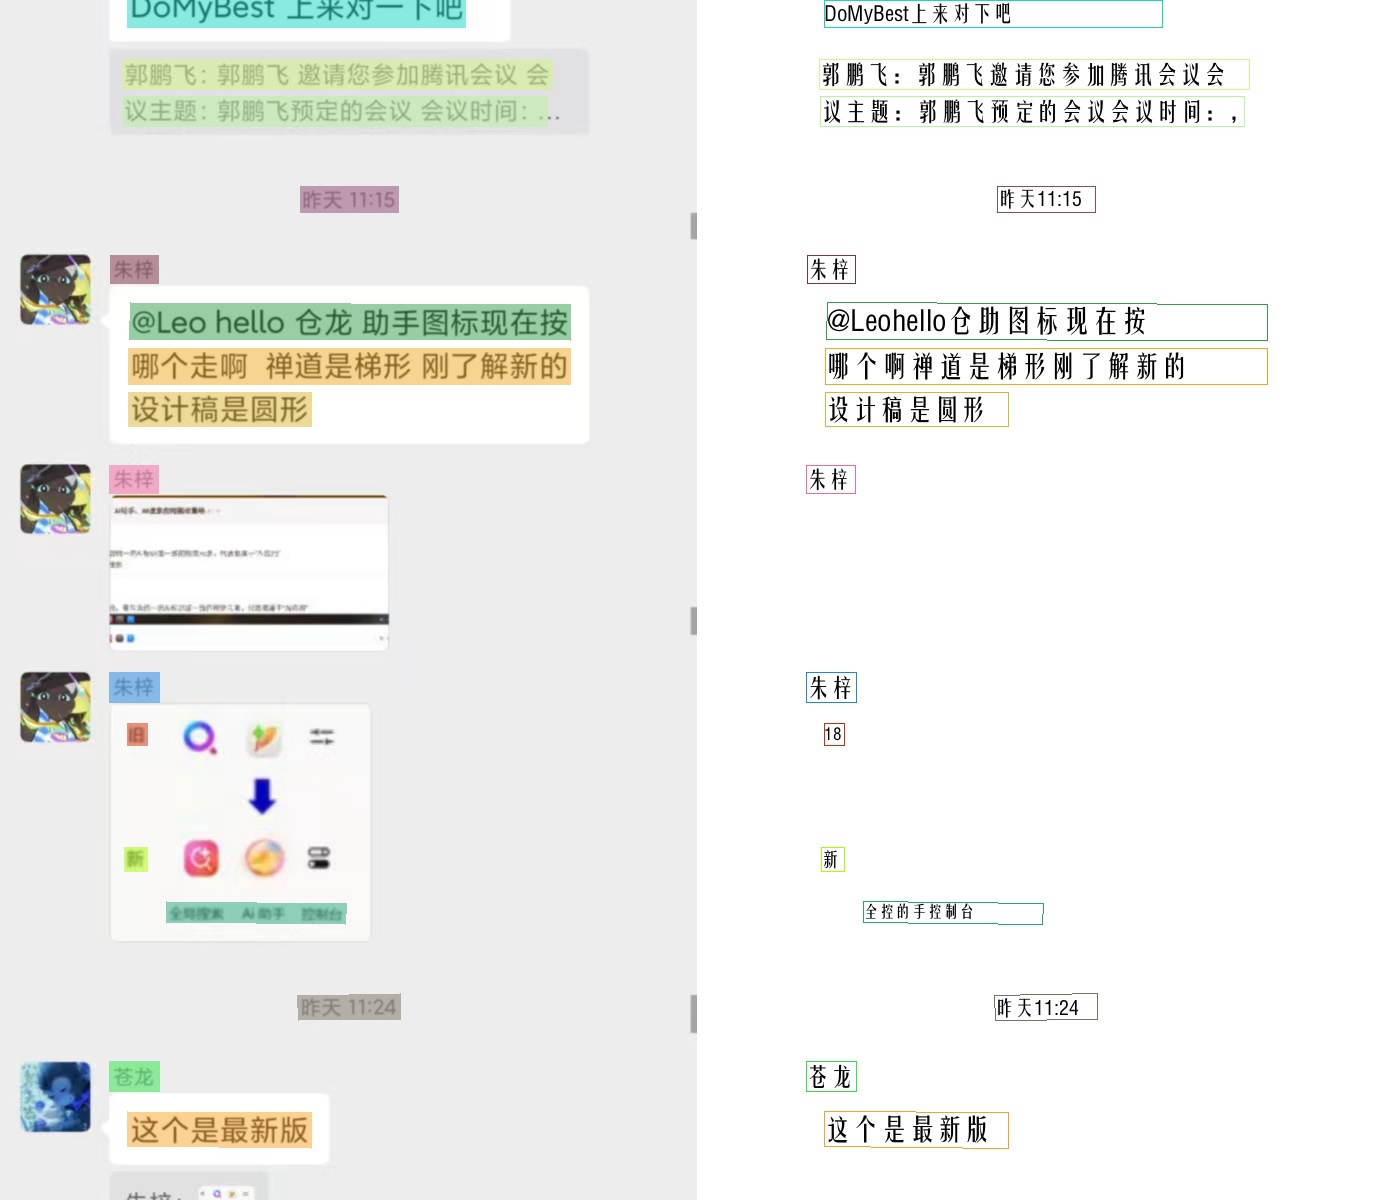 DoMyBest 上来对一下吧
郭鹏飞：郭鹏飞 邀请您参加腾讯会议 会
议主题：郭鹏飞预定的会议 会议时间：...
昨天 11:15
朱梓
@Leo hello 仓龙 助手图标现在按
哪个走啊  禅道是梯形 刚了解新的
设计稿是圆形
朱梓
朱梓
旧
新
全局搜索 Ai 助手 控制台
昨天 11:24
苍龙
这个是最新版
朱梓：
DoMyBest上来对下吧
郭鹏飞：郭鹏飞邀请您参加腾讯会议会
议主题：郭鹏飞预定的会议会议时间：,
昨天11:15
朱梓
@Leohello仓助图标现在按
哪个啊禅道是梯形刚了解新的
设计稿是圆形
朱梓
朱梓
18
新
全控的手控制台
昨天11:24
苍龙
这个是最新版